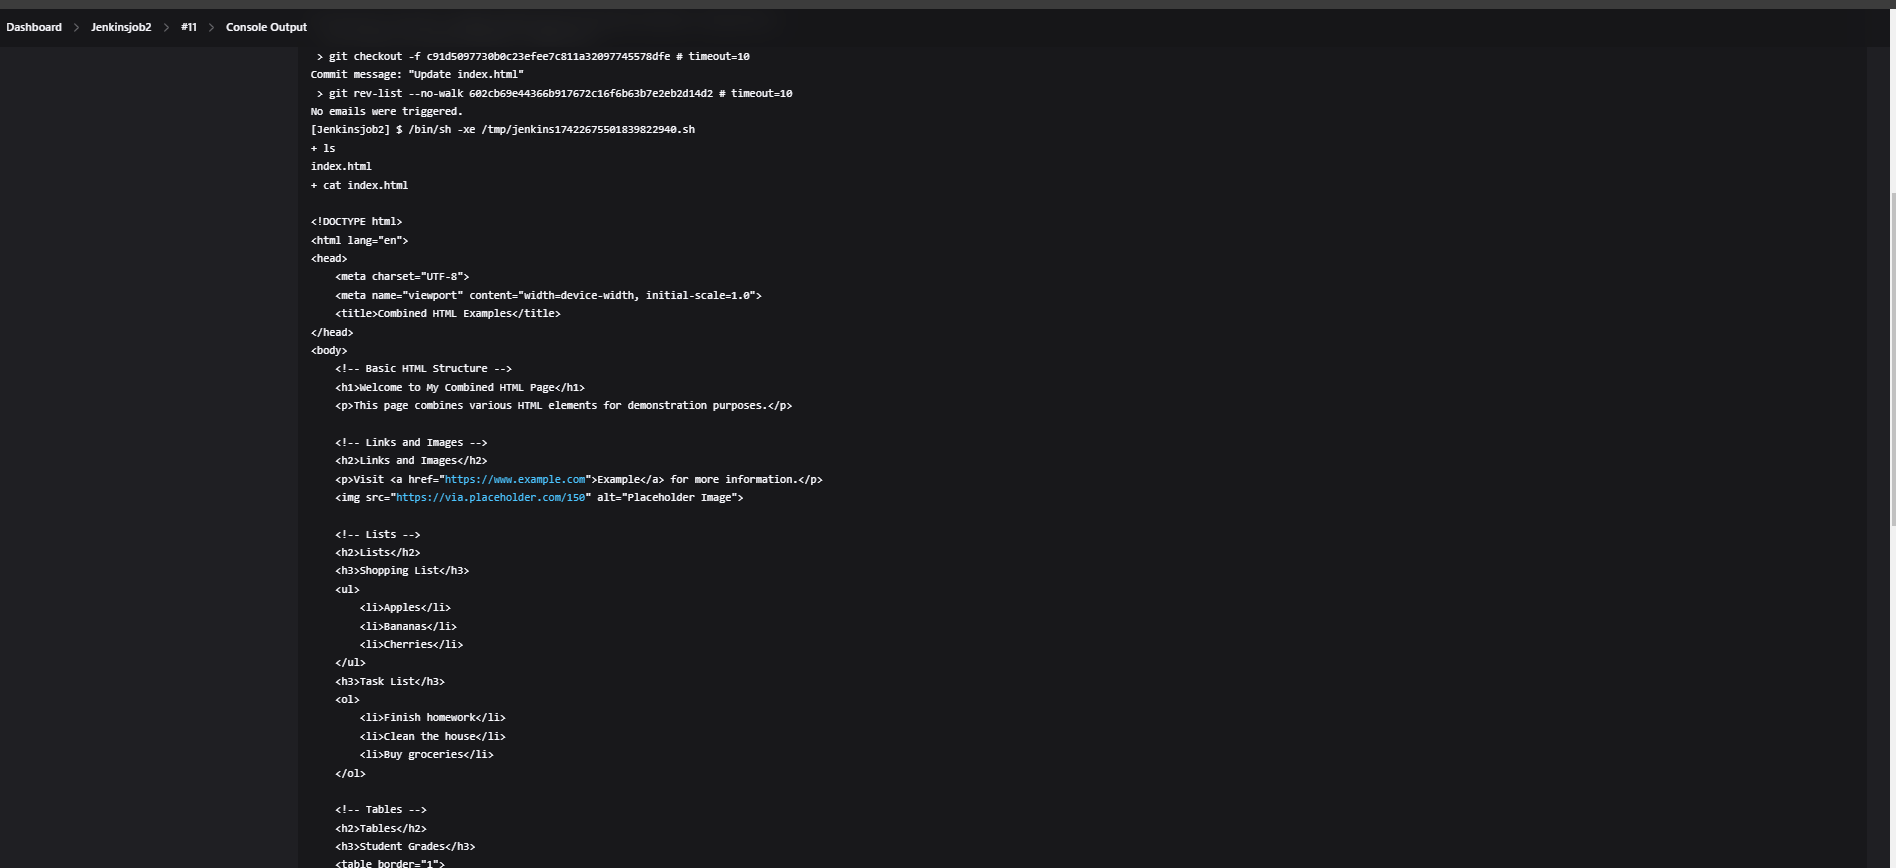 Dashboard > Jenkinsjob2 > #11 > Console Output
 > git checkout -f c91d5097730b0c23efee7c811a32097745578dfe # timeout=10
Commit message: "Update index.html"
 > git rev-list --no-walk 602cb69e44366b917672c16f6b63b7e2eb2d14d2 # timeout=10
No emails were triggered.
[Jenkinsjob2] $ /bin/sh -xe /tmp/jenkins17422675501839822940.sh
+ ls
index.html
+ cat index.html
<!DOCTYPE html>
<html lang="en">
<head>
    <meta charset="UTF-8">
    <meta name="viewport" content="width=device-width, initial-scale=1.0">
    <title>Combined HTML Examples</title>
</head>
<body>
    <!-- Basic HTML Structure -->
    <h1>Welcome to My Combined HTML Page</h1>
    <p>This page combines various HTML elements for demonstration purposes.</p>
    <!-- Links and Images -->
    <h2>Links and Images</h2>
    <p>Visit <a href="https://www.example.com">Example</a> for more information.</p>
    <img src="https://via.placeholder.com/150" alt="Placeholder Image">
    <!-- Lists -->
    <h2>Lists</h2>
    <h3>Shopping List</h3>
    <ul>
        <li>Apples</li>
        <li>Bananas</li>
        <li>Cherries</li>
    </ul>
    <h3>Task List</h3>
    <ol>
        <li>Finish homework</li>
        <li>Clean the house</li>
        <li>Buy groceries</li>
    </ol>
    <!-- Tables -->
    <h2>Tables</h2>
    <h3>Student Grades</h3>
    <table border="1">